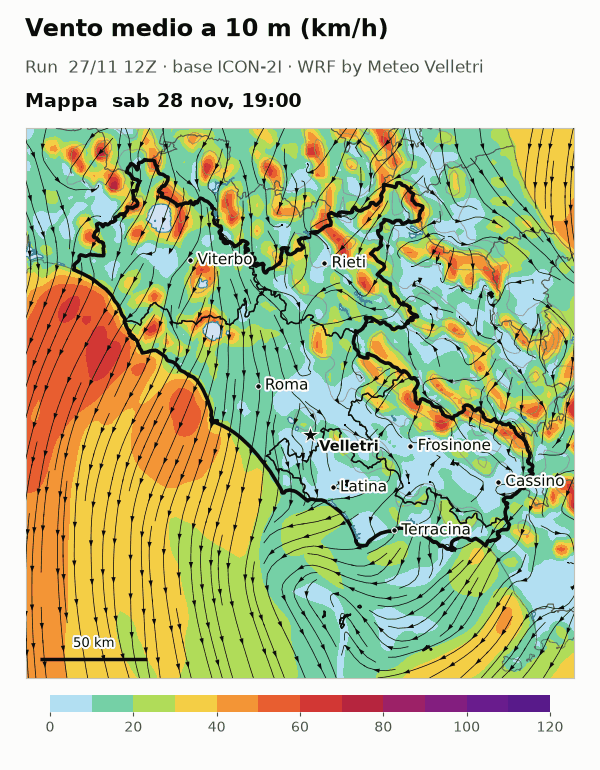 Vento medio a 10 m (km/h)
Run 27/11 12Z · base ICON-2I · WRF by Meteo Velletri
Mappa sab 28 nov, 19:00
Viterbo
Rieti
Roma
Velletri
Frosinone
Latina
Cassino
Terracina
50 km
0 20 40 60 80 100 120